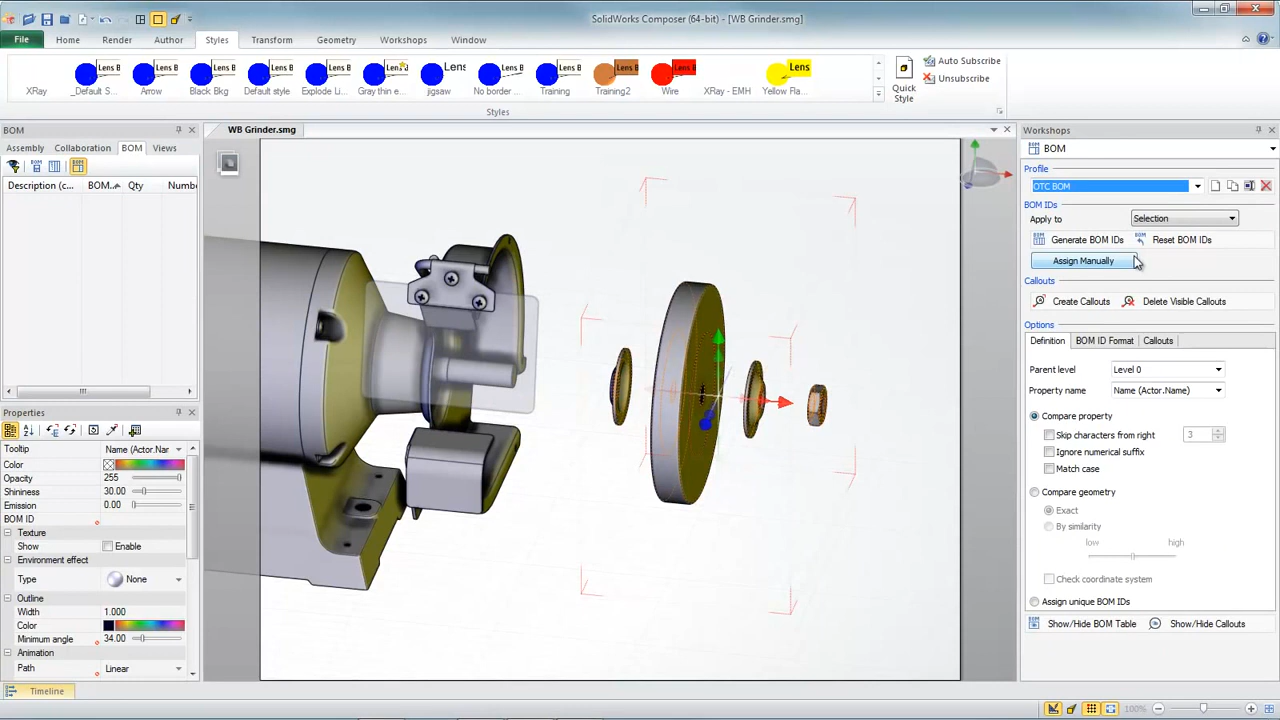 SolidWorks Composer (64-bit) - [WB Grinder.smg]
File Home Render Author Styles Transform Geometry Workshops Window
Lens B Lens B Lens B Lens B Lens B Lens B Lens Lens B Lens B Lens B Lens B Lens
XRay _Default S... Arrow Black Bkg Default style Explode Li... Gray thin e... jigsaw No border ... Training Training2 Wire XRay - EMH Yellow Fla...
Quick Style
Auto Subscribe
Unsubscribe
Styles
BOM
Assembly Collaboration BOM Views
Description (c... BOM... Qty Numb
Properties
Tooltip Name (Actor.Nar
Color
Opacity 255
Shininess 30.00
Emission 0.00
BOM ID
Texture
Show Enable
Environment effect
Type None
Outline
Width 1.000
Color
Minimum angle 34.00
Animation
Path Linear
Timeline
WB Grinder.smg
Workshops
BOM
Profile
OTC BOM
BOM IDs
Apply to Selection
Generate BOM IDs Reset BOM IDs
Assign Manually
Callouts
Create Callouts Delete Visible Callouts
Options
Definition BOM ID Format Callouts
Parent level Level 0
Property name Name (Actor.Name)
Compare property
Skip characters from right 3
Ignore numerical suffix
Match case
Compare geometry
Exact
By similarity
low high
Check coordinate system
Assign unique BOM IDs
Show/Hide BOM Table Show/Hide Callouts
100%